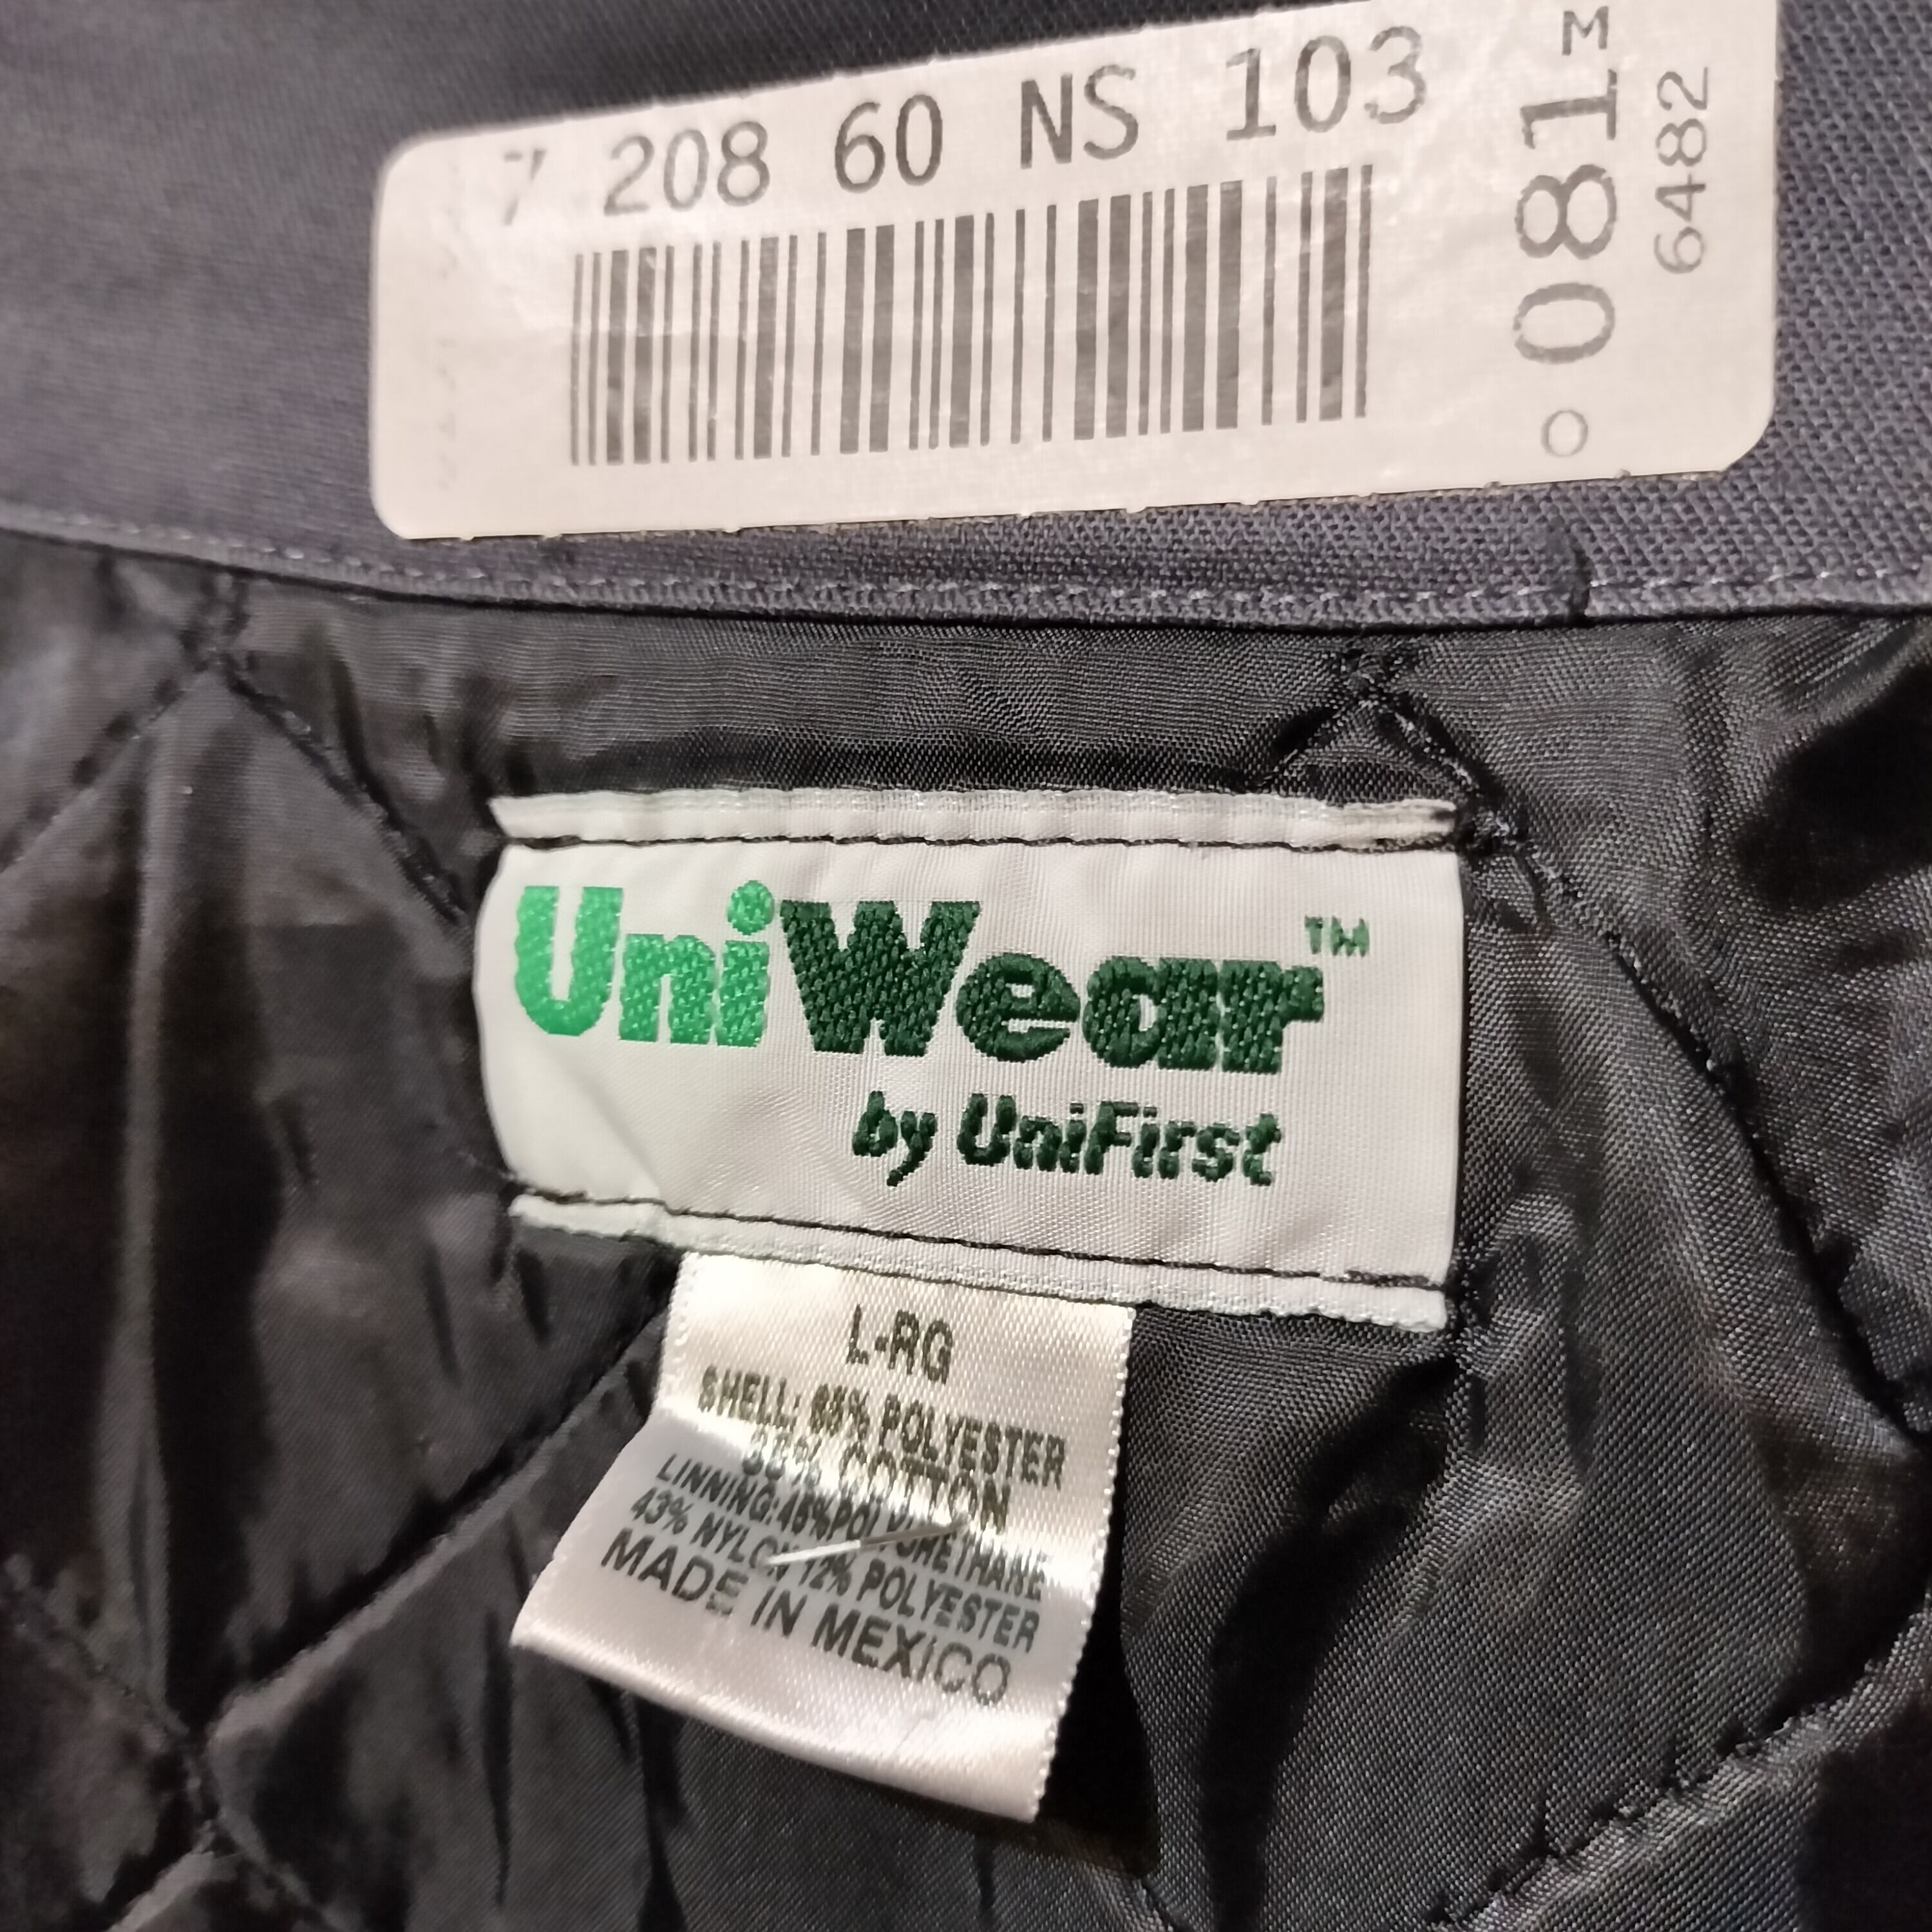 7 208 60 NS 103
081 M
6482
UniWear™
by UniFirst
L-RG
SHELL: 65% POLYESTER
35% COTTON
LINNING:45%POLYURETHANE
43% NYLON 12% POLYESTER
MADE IN MEXICO